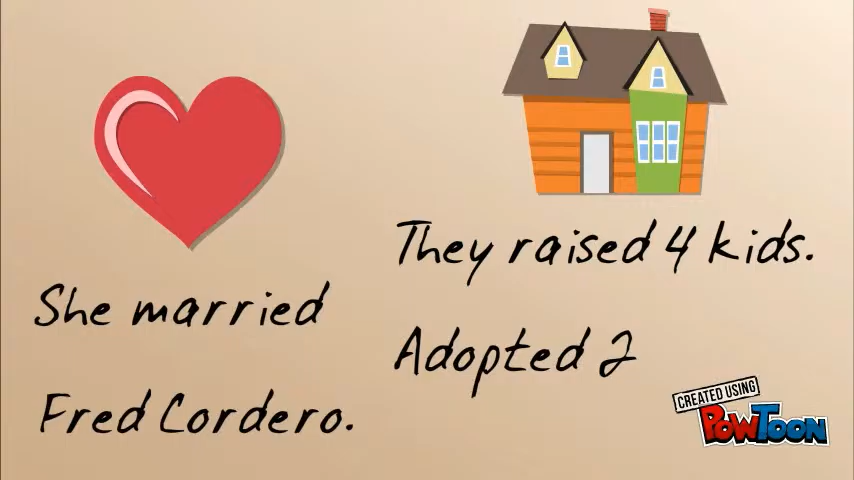 She married
Fred Cordero.
They raised 4 kids.
Adopted 2
CREATED USING
POWTOON